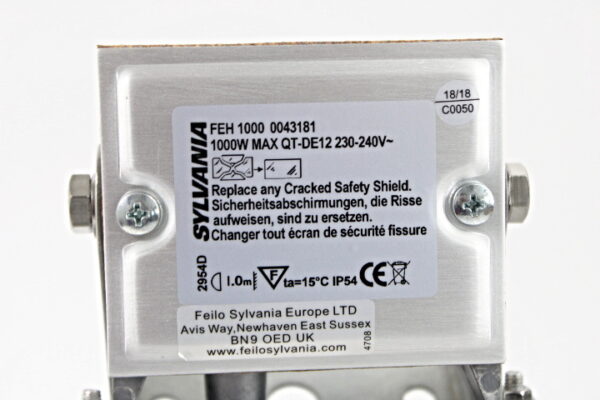 18/18
C0050
SYLVANIA
FEH 1000 0043181
1000W MAX QT-DE12 230-240V~
Replace any Cracked Safety Shield.
Sicherheitsabschirmungen, die Risse
aufweisen, sind zu ersetzen.
Changer tout écran de sécurité fissure
2954D
1.0m
F
ta=15°C IP54 CE
Feilo Sylvania Europe LTD
Avis Way,Newhaven East Sussex
BN9 OED UK
www.feilosylvania.com
4708